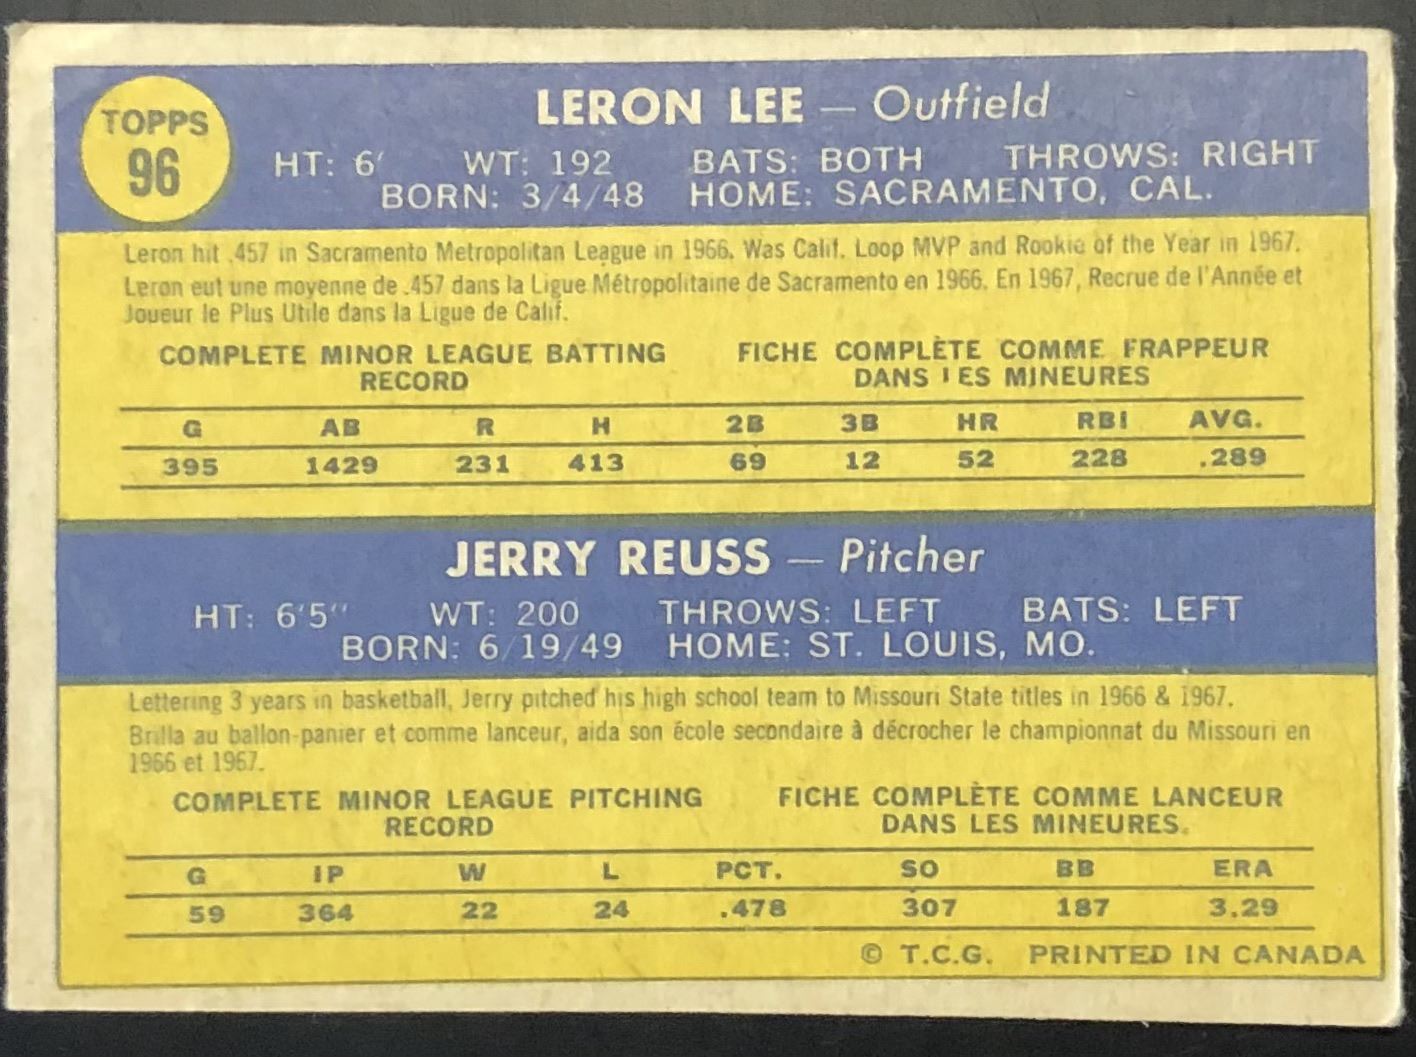 TOPPS
96
LERON LEE — Outfield
HT: 6' WT: 192 BATS: BOTH THROWS: RIGHT
BORN: 3/4/48 HOME: SACRAMENTO, CAL.
Leron hit .457 in Sacramento Metropolitan League in 1966. Was Calif. Loop MVP and Rookie of the Year in 1967.
Leron eut une moyenne de .457 dans la Ligue Métropolitaine de Sacramento en 1966. En 1967, Recrue de l'Année et
Joueur le Plus Utile dans la Ligue de Calif.
COMPLETE MINOR LEAGUE BATTING FICHE COMPLÈTE COMME FRAPPEUR
RECORD DANS LES MINEURES
G AB R H 2B 3B HR RBI AVG.
395 1429 231 413 69 12 52 228 .289
JERRY REUSS — Pitcher
HT: 6'5" WT: 200 THROWS: LEFT BATS: LEFT
BORN: 6/19/49 HOME: ST. LOUIS, MO.
Lettering 3 years in basketball, Jerry pitched his high school team to Missouri State titles in 1966 & 1967.
Brilla au ballon-panier et comme lanceur, aida son école secondaire à décrocher le championnat du Missouri en
1966 et 1967.
COMPLETE MINOR LEAGUE PITCHING FICHE COMPLÈTE COMME LANCEUR
RECORD DANS LES MINEURES.
G IP W L PCT. SO BB ERA
59 364 22 24 .478 307 187 3.29
© T.C.G. PRINTED IN CANADA